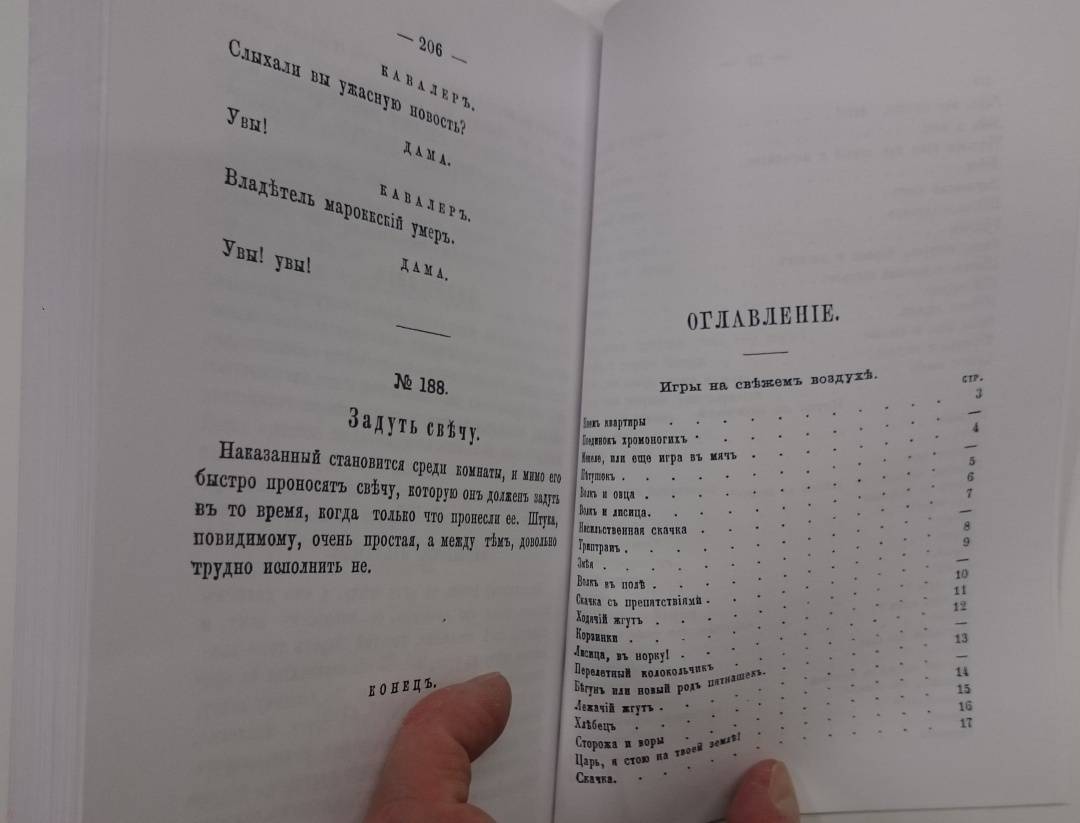 — 206 —
КАВАЛЕРЪ.
Слыхали вы ужасную новость?
ДАМА.
Увы!
КАВАЛЕРЪ.
Владѣтель марокскій умеръ.
ДАМА.
Увы! увы!
№ 188.
Задуть свѣчу.
Наказанный становится среди комнаты, и мимо его
быстро проносятъ свѣчу, которую онъ долженъ задуть
въ то время, когда только что пронесли ее. Штука,
повидимому, очень простая, а между тѣмъ, довольно
трудно исполнить не.
КОНЕЦЪ.
ОГЛАВЛЕНІЕ.
Игры на свѣжемъ воздухѣ.
СТР.
квартиры . . . . . . . . . 3
Поединокъ хромоногихъ . . . . . . . . —
или еще игра въ мячъ . . . . . . . 4
Пѣтушокъ . . . . . . . . . . —
Волкъ и овца . . . . . . . . . 5
Волкъ и лисица . . . . . . . . . 6
Насильственная скачка . . . . . . . . 7
. . . . . . . . . . —
Змѣя . . . . . . . . . . 8
Волкъ въ полѣ . . . . . . . . . 9
Скачка съ препятствіями . . . . . . . . —
Ходячій жгутъ . . . . . . . . . 10
Корзинки . . . . . . . . . . 11
Лисица, въ норку! . . . . . . . . . 12
Перелетный колокольчикъ . . . . . . . . —
Бѣгунъ или новый родъ пятнашекъ . . . . . . 13
Лежачій жгутъ . . . . . . . . . —
Хлѣбецъ . . . . . . . . . . 14
Сторожа и воры . . . . . . . . . 15
Царь, я стою на твоей землѣ! . . . . . . . 16
Скачка . . . . . . . . . . 17